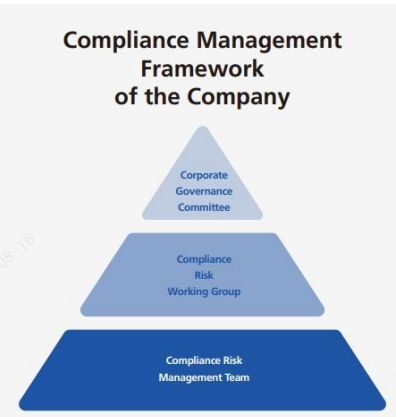 Compliance Management
Framework
of the Company
Corporate
Governance
Committee
Compliance
Risk
Working Group
Compliance Risk
Management Team